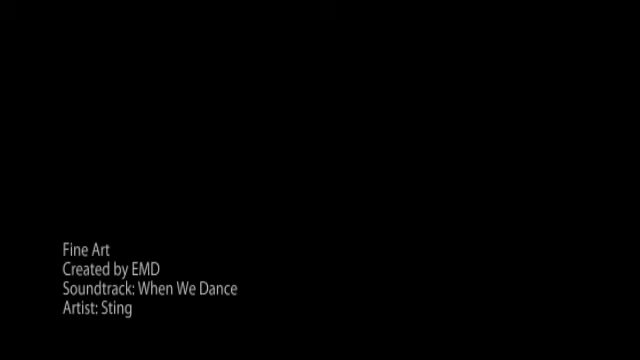 Fine Art
Created by EMD
Soundtrack: When We Dance
Artist: Sting